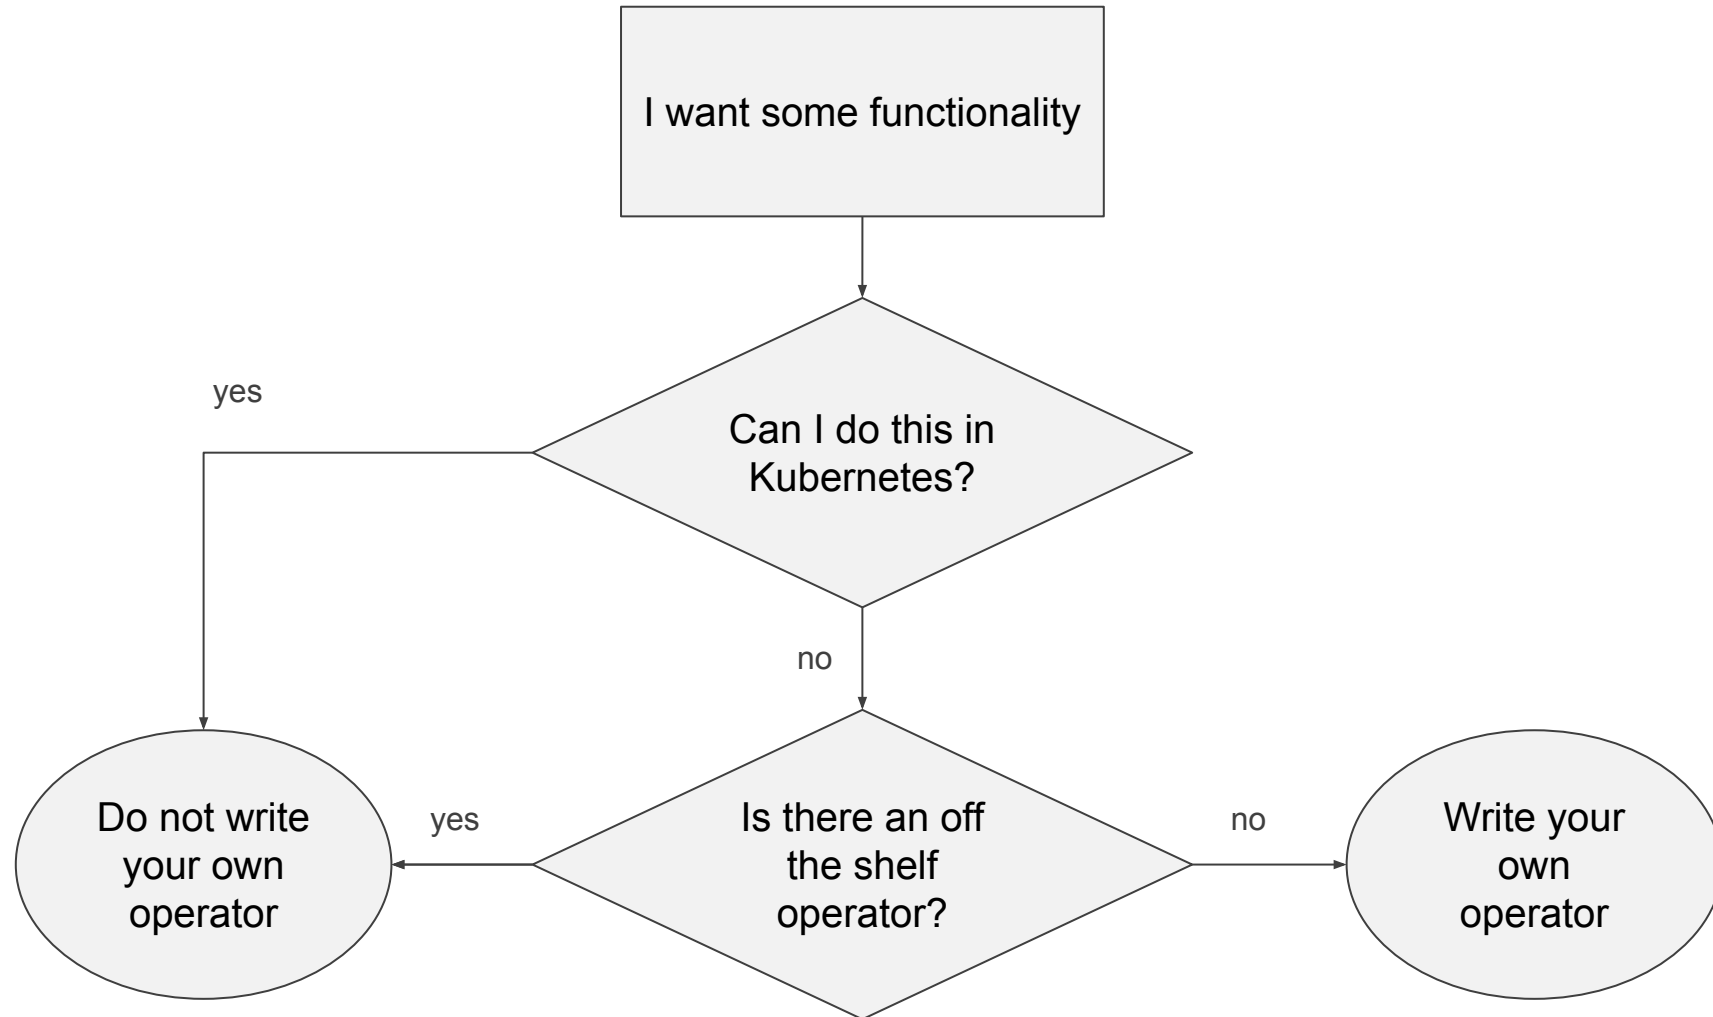 I want some functionality
yes
Can I do this in
Kubernetes?
no
Do not write
your own
operator
yes
Is there an off
the shelf
operator?
no
Write your
own
operator